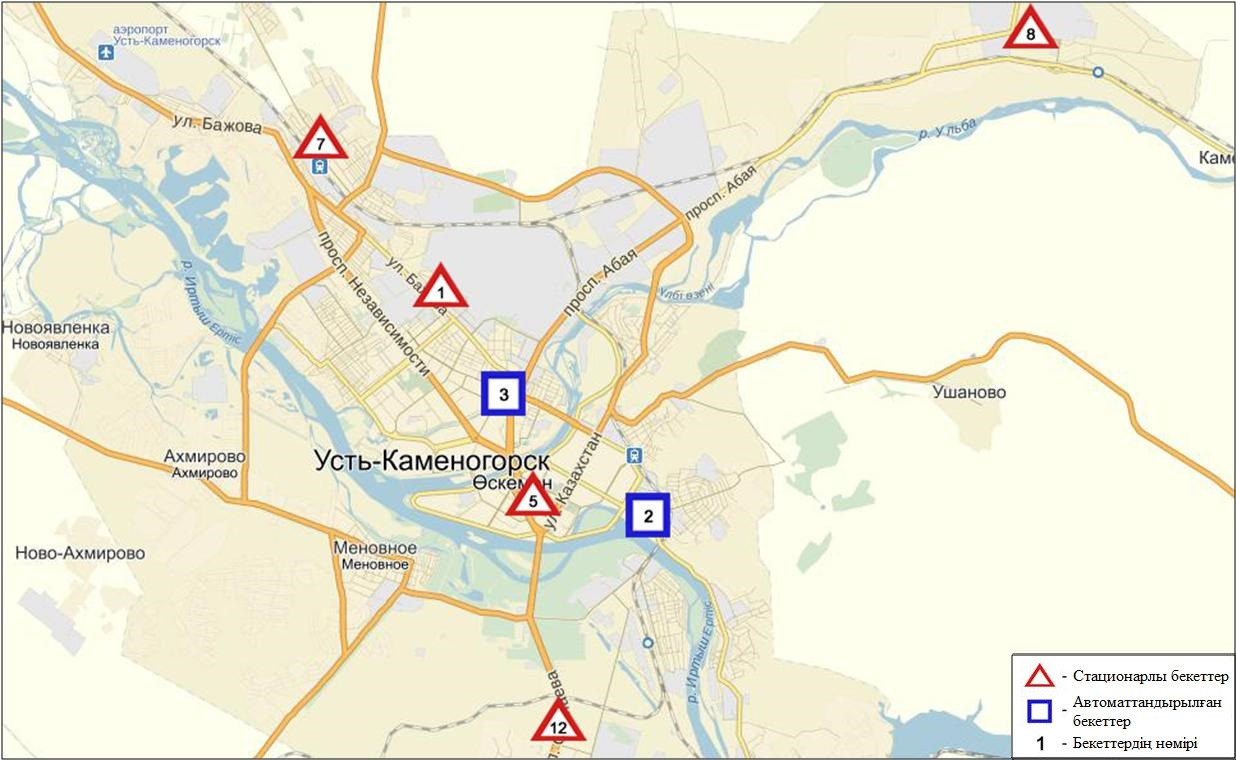 аэропорт
Усть-Каменогорск
8
р. Ульба
ул. Бажова
7
Каме
просп. Абая
просп. Независимости
ул. Ба
1
просп. Абая
Үлбі өзені
р. Иртыш Ертіс
Новоявленка
Новоявленка
3
Ушаново
Ахмирово
Ахмирово
Усть-Каменогорск
Өскемен
5
ул. Казахстан
2
Ново-Ахмирово
Меновное
Меновное
р. Иртыш Ертіс
12
- Стационарлы бекеттер
- Автоматтандырылған
бекеттер
1 - Бекеттердің нөмірі